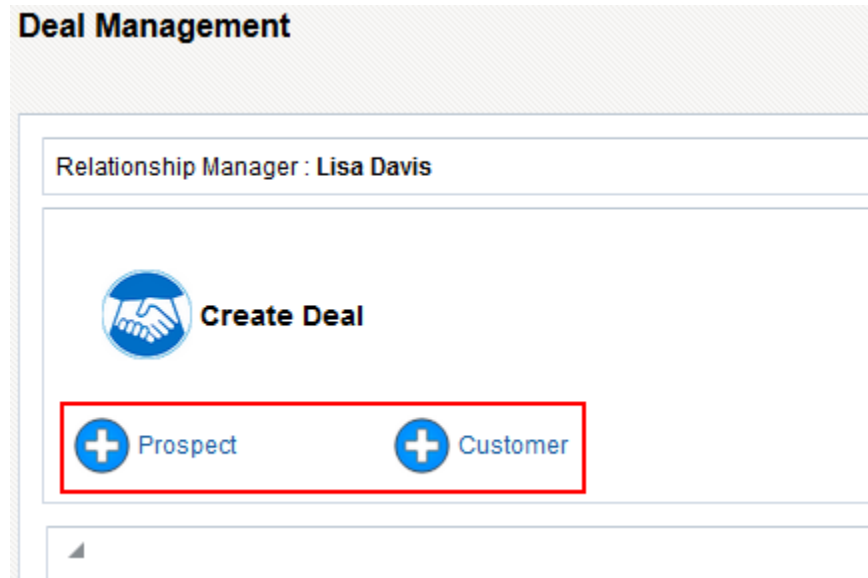 Deal Management
Relationship Manager : Lisa Davis
Create Deal
Prospect Customer